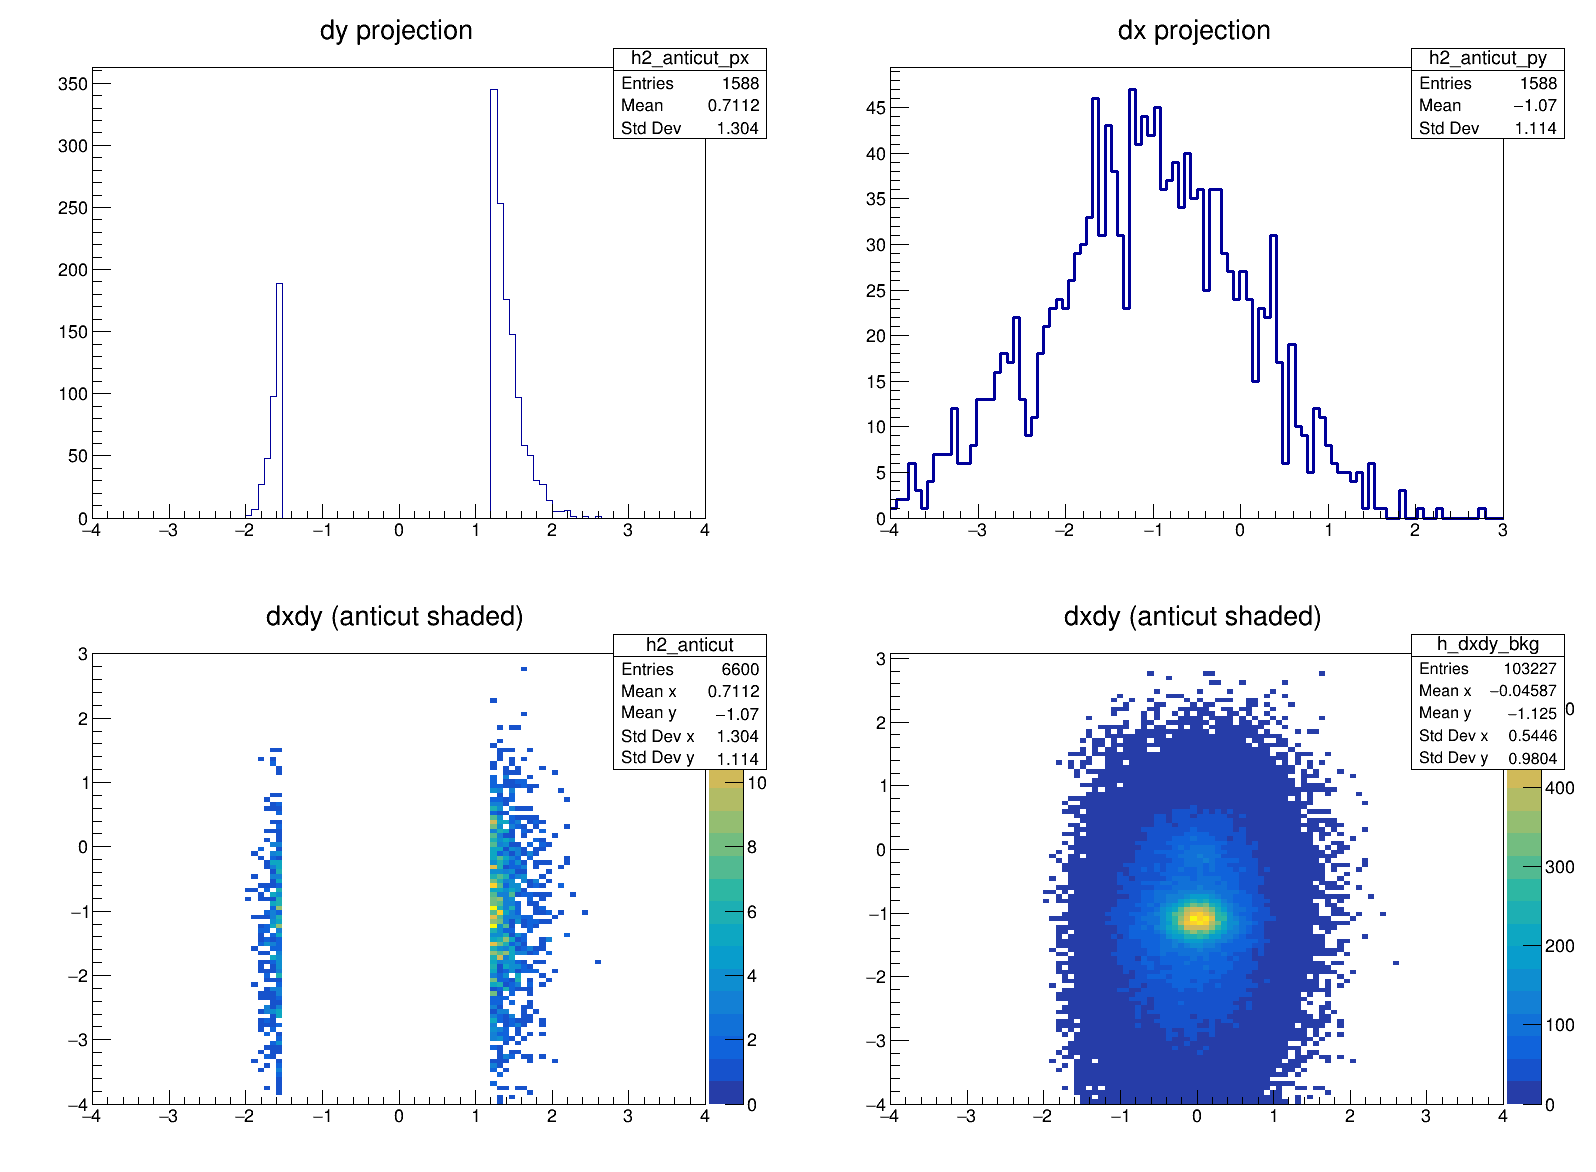 dy projection
h2_anticut_px
Entries 1588
Mean 0.7112
Std Dev 1.304
350
300
250
200
150
100
50
0
−4 −3 −2 −1 0 1 2 3 4
dx projection
h2_anticut_py
Entries 1588
Mean −1.07
Std Dev 1.114
45
40
35
30
25
20
15
10
5
0
−4 −3 −2 −1 0 1 2 3
dxdy (anticut shaded)
h2_anticut
Entries 6600
Mean x 0.7112
Mean y −1.07
Std Dev x 1.304
Std Dev y 1.114
3
2
1
0
−1
−2
−3
−4
−4 −3 −2 −1 0 1 2 3 4
10
8
6
4
2
0
dxdy (anticut shaded)
h_dxdy_bkg
Entries 103227
Mean x −0.04587
Mean y −1.125
Std Dev x 0.5446
Std Dev y 0.9804
3
2
1
0
−1
−2
−3
−4
−4 −3 −2 −1 0 1 2 3 4
0
400
300
200
100
0